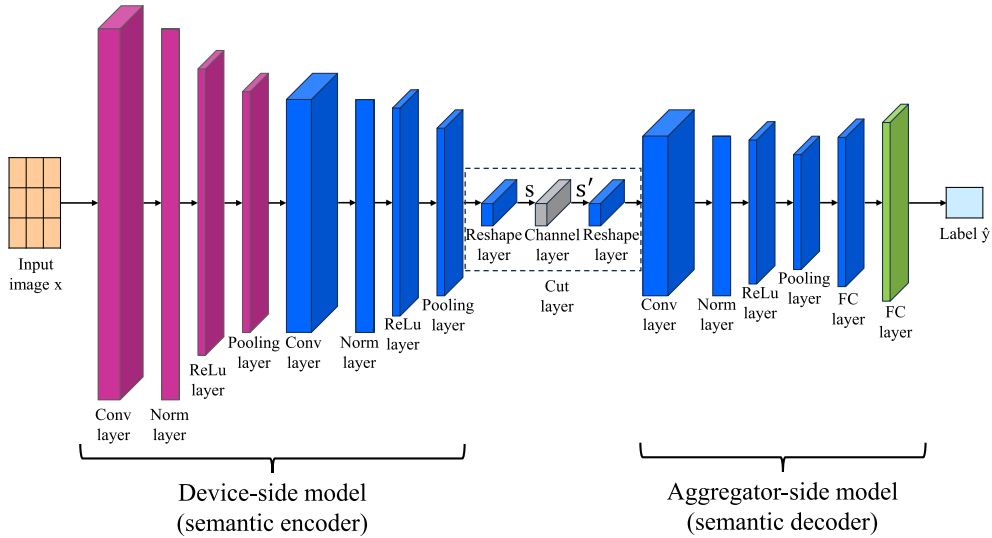 Input
image x
Conv
layer
Norm
layer
ReLu
layer
Pooling
layer
Conv
layer
Norm
layer
ReLu
layer
Pooling
layer
Reshape
layer
s
Channel
layer
s′
Reshape
layer
Cut
layer
Conv
layer
Norm
layer
ReLu
layer
Pooling
layer
FC
layer
FC
layer
Label ŷ
Device-side model
(semantic encoder)
Aggregator-side model
(semantic decoder)